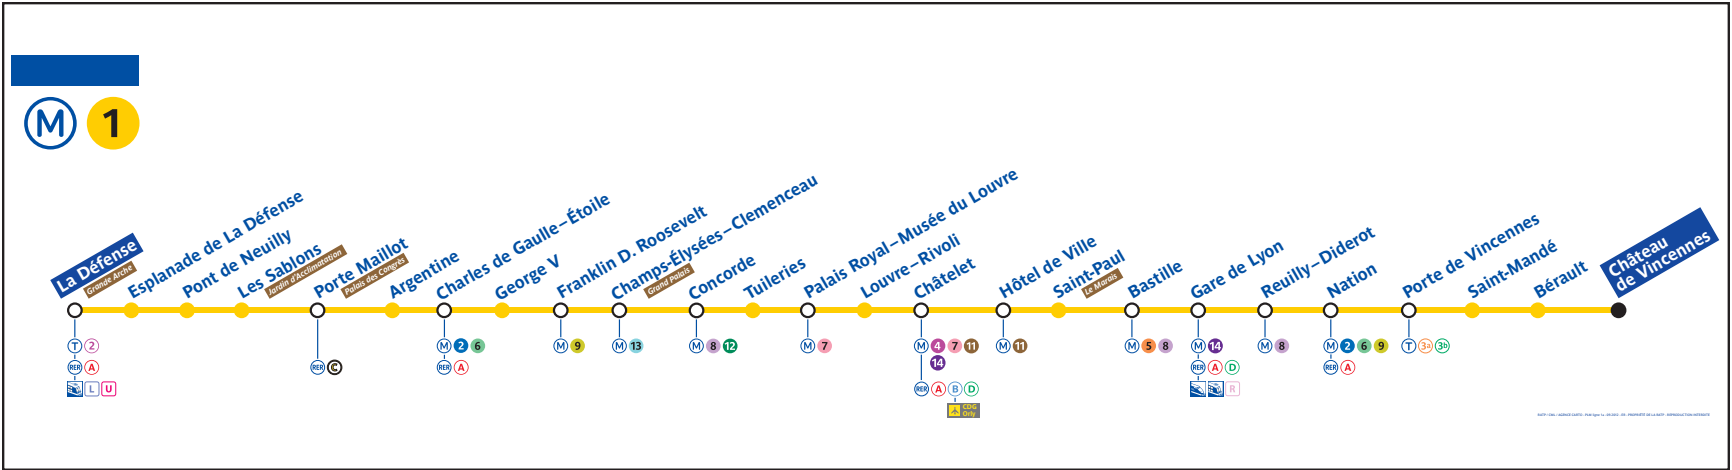 M 1
La Défense
Grande Arche
Esplanade de La Défense
Pont de Neuilly
Les Sablons
Jardin d'Acclimatation
Porte Maillot
Palais des Congrès
Argentine
Charles de Gaulle–Étoile
George V
Franklin D. Roosevelt
Champs-Élysées–Clemenceau
Grand Palais
Concorde
Tuileries
Palais Royal–Musée du Louvre
Louvre–Rivoli
Châtelet
Hôtel de Ville
Saint-Paul
Le Marais
Bastille
Gare de Lyon
Reuilly–Diderot
Nation
Porte de Vincennes
Saint-Mandé
Bérault
Château
de Vincennes
T 2
RER A
L U
RER C
M 2 6
RER A
M 9
M 13
M 8 12
M 7
M 4 7 11
14
RER A B D
CDG
Orly
M 11
M 5 8
M 14
RER A D
R
M 8
M 2 6 9
RER A
T 3a 3b